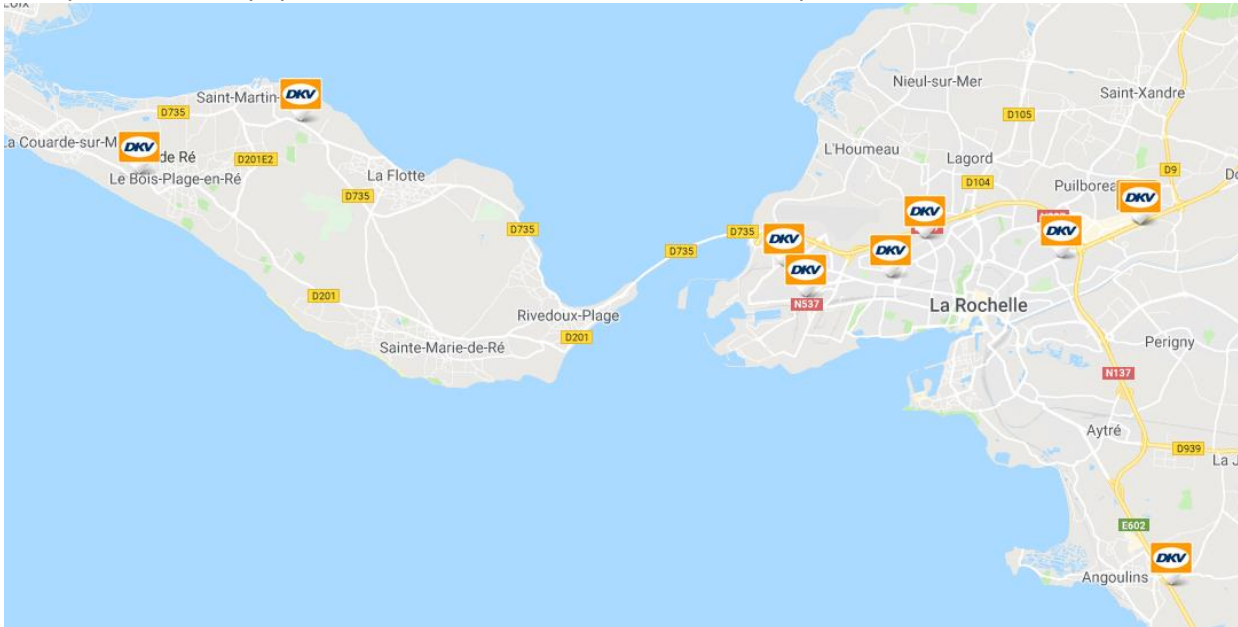 Saint-Xandre
Nieul-sur-Mer
Saint-Martin-
DKV
D735
D105
La Couarde-sur-M
DKV
de Ré
D201E2
L'Houmeau
Lagord
D9
Le Bois-Plage-en-Ré
La Flotte
D104
Puilborea
D735
DKV
DKV
D735
D735
DKV
DKV
D735
DKV
DKV
D201
N537
La Rochelle
Rivedoux-Plage
D201
Sainte-Marie-de-Ré
Perigny
N137
Aytré
D939
E602
DKV
Angoulins